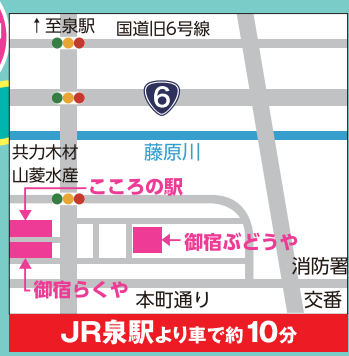 ↑至泉駅
国道旧6号線
6
藤原川
共力木材
山菱水産
こころの駅
御宿ぶどうや
御宿らくや
消防署
本町通り
交番
JR泉駅より車で約10分